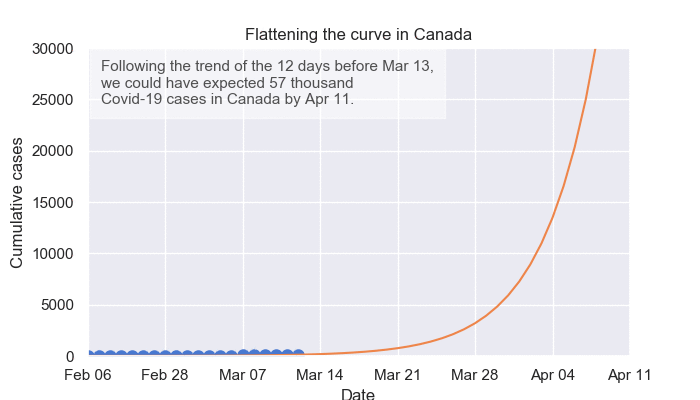 Flattening the curve in Canada
30000
Following the trend of the 12 days before Mar 13,
we could have expected 57 thousand
Covid-19 cases in Canada by Apr 11.
25000
20000
15000
10000
5000
0
Cumulative cases
Feb 06 Feb 28 Mar 07 Mar 14 Mar 21 Mar 28 Apr 04 Apr 11
Date